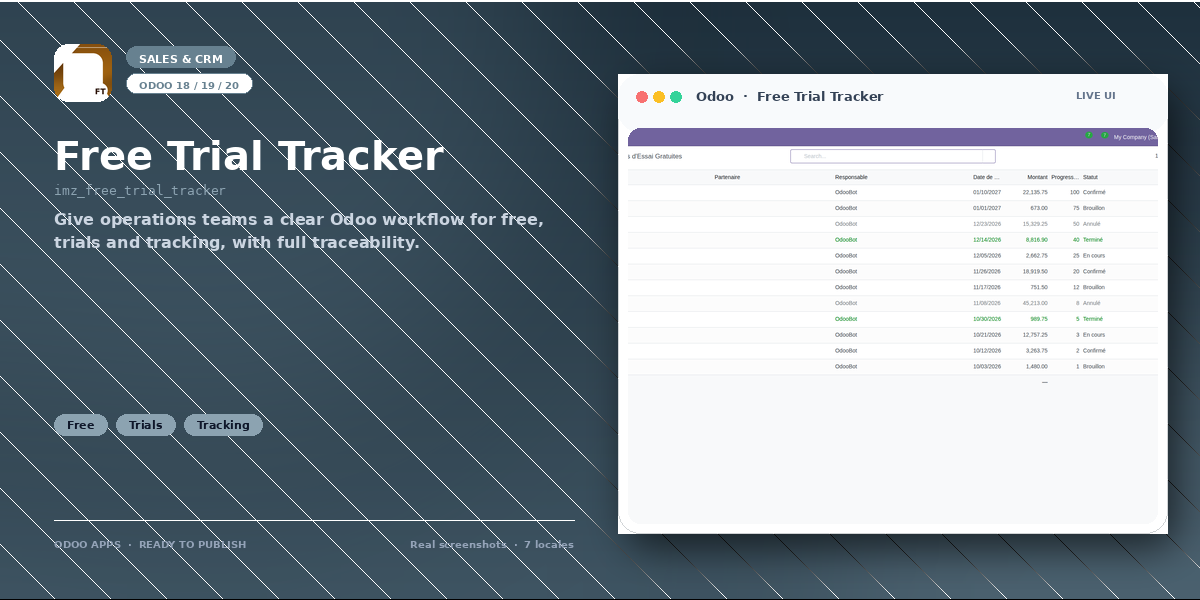 FT
SALES & CRM
ODOO 18 / 19 / 20
Free Trial Tracker
imz_free_trial_tracker
Give operations teams a clear Odoo workflow for free,
trials and tracking, with full traceability.
Free Trials Tracking
ODOO APPS · READY TO PUBLISH
Real screenshots · 7 locales
Odoo · Free Trial Tracker
LIVE UI
My Company (Sa
s d'Essai Gratuites Search... 1
Partenaire Responsable Date de ... Montant Progress... Statut
OdooBot 01/10/2027 22,135.75 100 Confirmé
OdooBot 01/01/2027 673.00 75 Brouillon
OdooBot 12/23/2026 15,329.25 50 Annulé
OdooBot 12/14/2026 8,816.90 40 Terminé
OdooBot 12/05/2026 2,662.75 25 En cours
OdooBot 11/26/2026 18,919.50 20 Confirmé
OdooBot 11/17/2026 751.50 12 Brouillon
OdooBot 11/08/2026 45,213.00 8 Annulé
OdooBot 10/30/2026 989.75 5 Terminé
OdooBot 10/21/2026 12,757.25 3 En cours
OdooBot 10/12/2026 3,263.75 2 Confirmé
OdooBot 10/03/2026 1,480.00 1 Brouillon
—